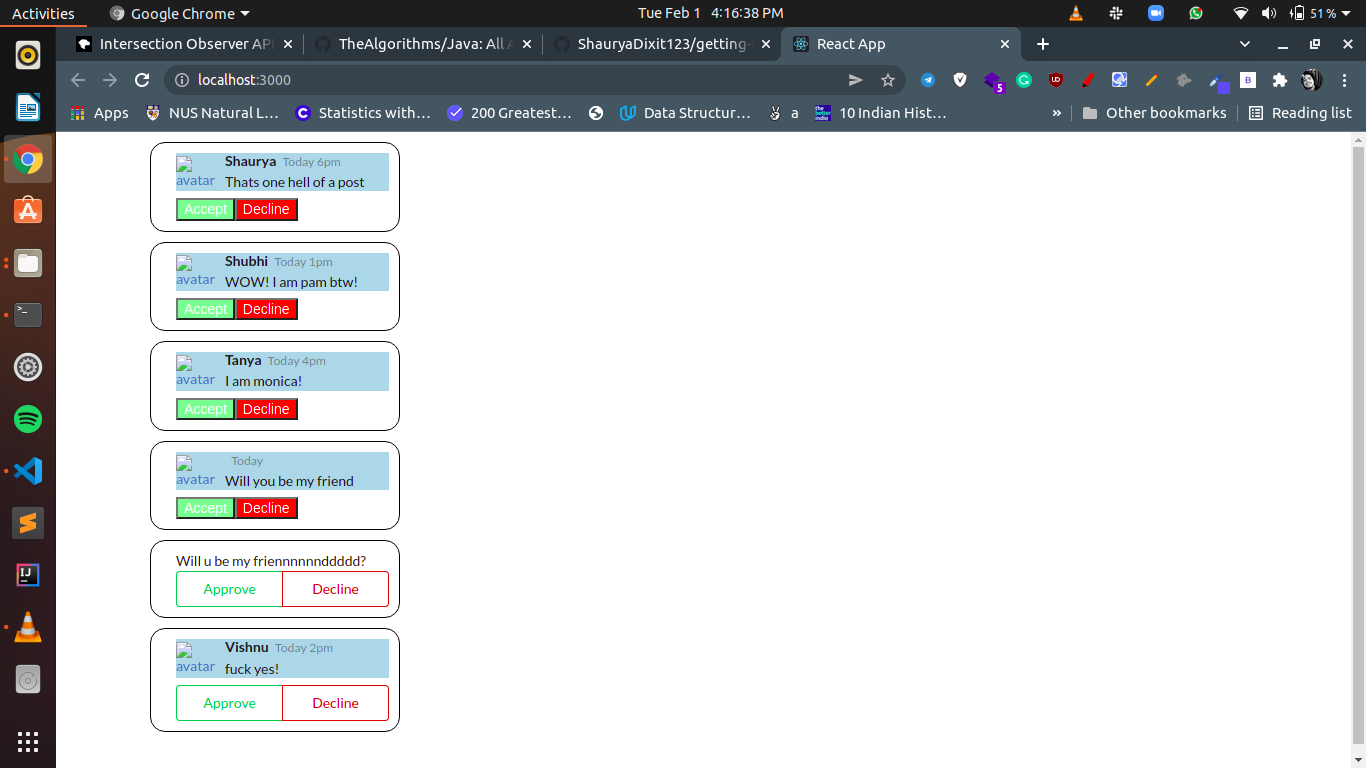 Activities Google Chrome Tue Feb 1 4:16:38 PM 51 %
Intersection Observer AP TheAlgorithms/Java: All A ShauryaDixit123/getting- React App
localhost:3000 5
Apps NUS Natural L… Statistics with… 200 Greatest… Data Structur… a 10 Indian Hist… » Other bookmarks Reading list
Shaurya Today 6pm
avatar Thats one hell of a post
Accept Decline
Shubhi Today 1pm
avatar WOW! I am pam btw!
Accept Decline
Tanya Today 4pm
avatar I am monica!
Accept Decline
Today
avatar Will you be my friend
Accept Decline
Will u be my friennnnnnddddd?
Approve Decline
Vishnu Today 2pm
avatar fuck yes!
Approve Decline